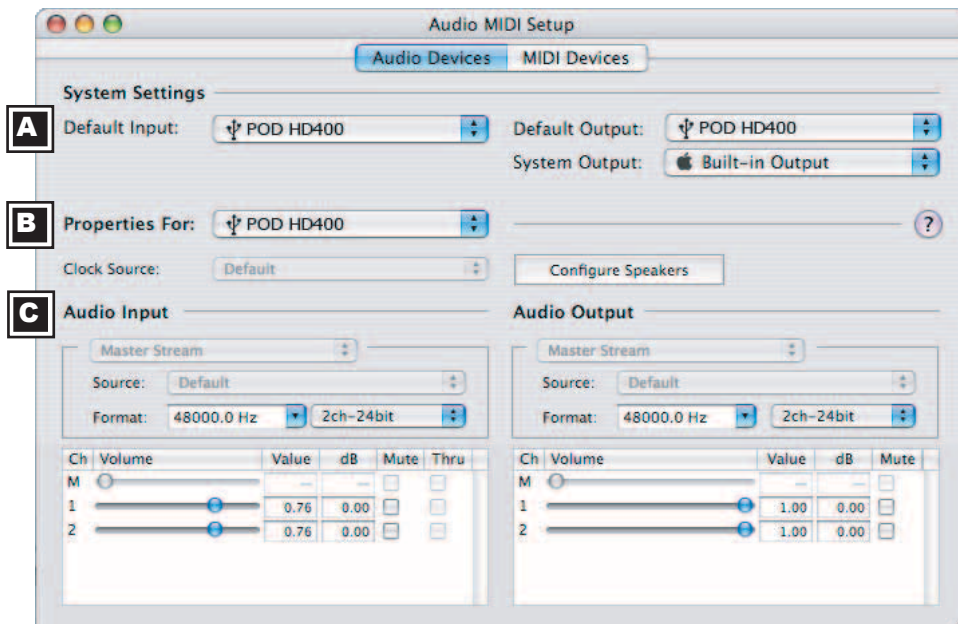 Audio MIDI Setup
Audio Devices MIDI Devices
System Settings
A
Default Input: POD HD400
Default Output: POD HD400
System Output: Built-in Output
B
Properties For: POD HD400
?
Clock Source: Default
Configure Speakers
C
Audio Input
Master Stream
Source: Default
Format: 48000.0 Hz 2ch-24bit
Ch Volume Value dB Mute Thru
M — —
1 0.76 0.00
2 0.76 0.00
Audio Output
Master Stream
Source: Default
Format: 48000.0 Hz 2ch-24bit
Ch Volume Value dB Mute
M — —
1 1.00 0.00
2 1.00 0.00